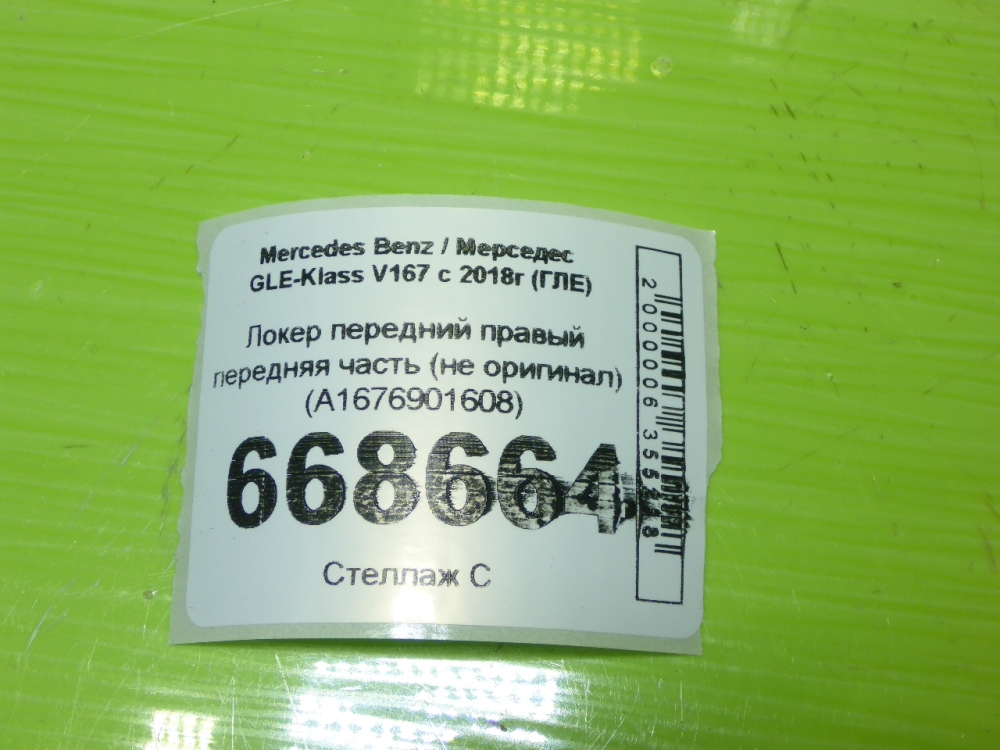 Mercedes Benz / Мерседес
GLE-Klass V167 с 2018г (ГЛЕ)
Локер передний правый
передняя часть (не оригинал)
(A1676901608)
668664
Стеллаж С